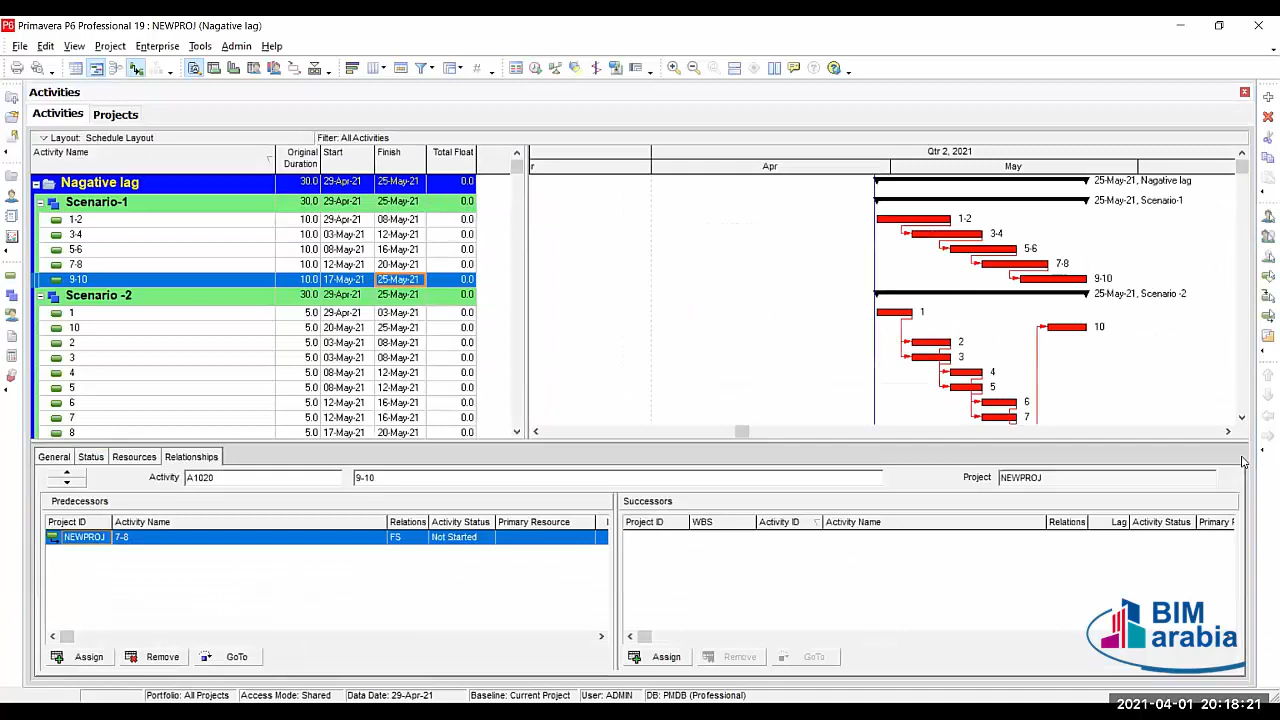 Primavera P6 Professional 19 : NEWPROJ (Nagative lag)
File Edit View Project Enterprise Tools Admin Help
Activities
Activities Projects
Layout: Schedule Layout Filter: All Activities
Activity Name Original Duration Start Finish Total Float
Qtr 2, 2021
r Apr May
Nagative lag 30.0 29-Apr-21 25-May-21 0.0 25-May-21, Nagative lag
Scenario-1 30.0 29-Apr-21 25-May-21 0.0 25-May-21, Scenario-1
1-2 10.0 29-Apr-21 08-May-21 0.0 1-2
3-4 10.0 03-May-21 12-May-21 0.0 3-4
5-6 10.0 08-May-21 16-May-21 0.0 5-6
7-8 10.0 12-May-21 20-May-21 0.0 7-8
9-10 10.0 17-May-21 25-May-21 0.0 9-10
Scenario -2 30.0 29-Apr-21 25-May-21 0.0 25-May-21, Scenario -2
1 5.0 29-Apr-21 03-May-21 0.0 1
10 5.0 20-May-21 25-May-21 0.0 10
2 5.0 03-May-21 08-May-21 0.0 2
3 5.0 03-May-21 08-May-21 0.0 3
4 5.0 08-May-21 12-May-21 0.0 4
5 5.0 08-May-21 12-May-21 0.0 5
6 5.0 12-May-21 16-May-21 0.0 6
7 5.0 12-May-21 16-May-21 0.0 7
8 5.0 17-May-21 20-May-21 0.0
General Status Resources Relationships
Activity A1020 9-10 Project NEWPROJ
Predecessors Successors
Project ID Activity Name Relations Activity Status Primary Resource Project ID WBS Activity ID Activity Name Relations Lag Activity Status Primary
NEWPROJ 7-8 FS Not Started
BIM
arabia
Assign Remove GoTo Assign Remove GoTo
Portfolio: All Projects Access Mode: Shared Data Date: 29-Apr-21 Baseline: Current Project User: ADMIN DB: PMDB (Professional)
2021-04-01 20:18:21